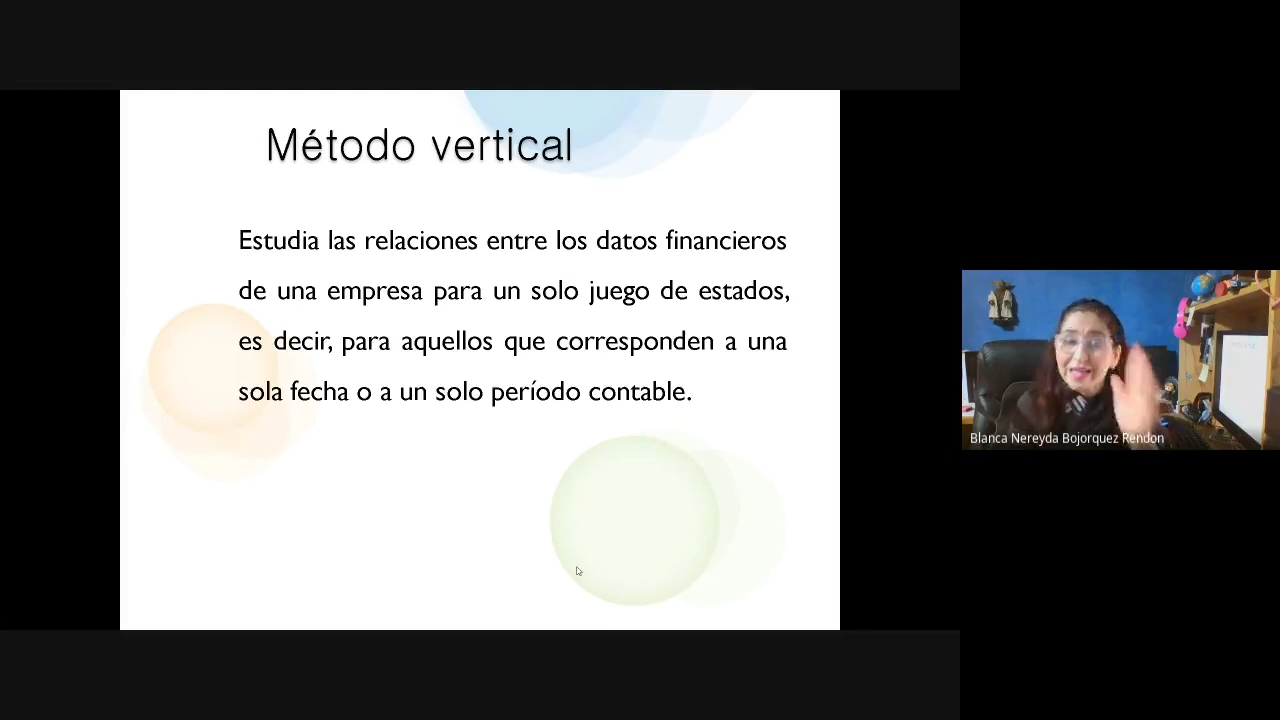 Método vertical
Estudia las relaciones entre los datos financieros
de una empresa para un solo juego de estados,
es decir, para aquellos que corresponden a una
sola fecha o a un solo período contable.
Blanca Nereyda Bojorquez Rendon